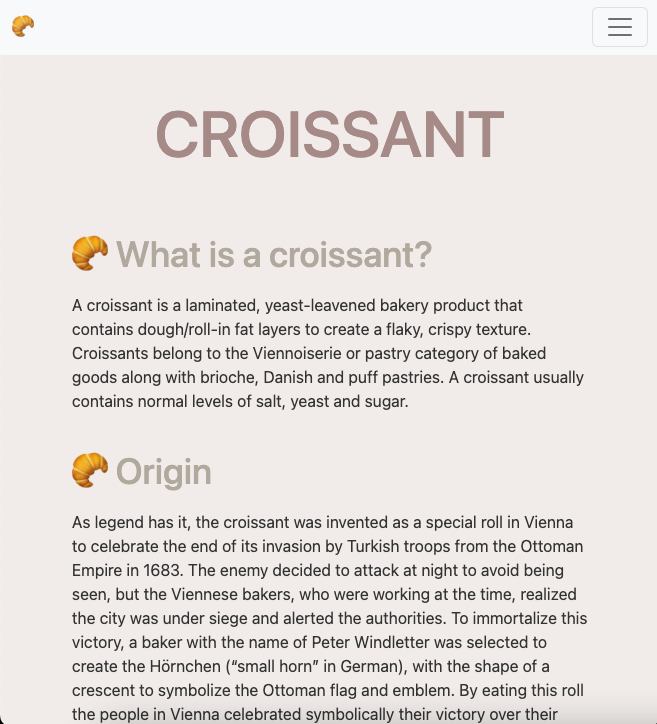 CROISSANT
What is a croissant?
A croissant is a laminated, yeast-leavened bakery product that
contains dough/roll-in fat layers to create a flaky, crispy texture.
Croissants belong to the Viennoiserie or pastry category of baked
goods along with brioche, Danish and puff pastries. A croissant usually
contains normal levels of salt, yeast and sugar.
Origin
As legend has it, the croissant was invented as a special roll in Vienna
to celebrate the end of its invasion by Turkish troops from the Ottoman
Empire in 1683. The enemy decided to attack at night to avoid being
seen, but the Viennese bakers, who were working at the time, realized
the city was under siege and alerted the authorities. To immortalize this
victory, a baker with the name of Peter Windletter was selected to
create the Hörnchen (“small horn” in German), with the shape of a
crescent to symbolize the Ottoman flag and emblem. By eating this roll
the people in Vienna celebrated symbolically their victory over their